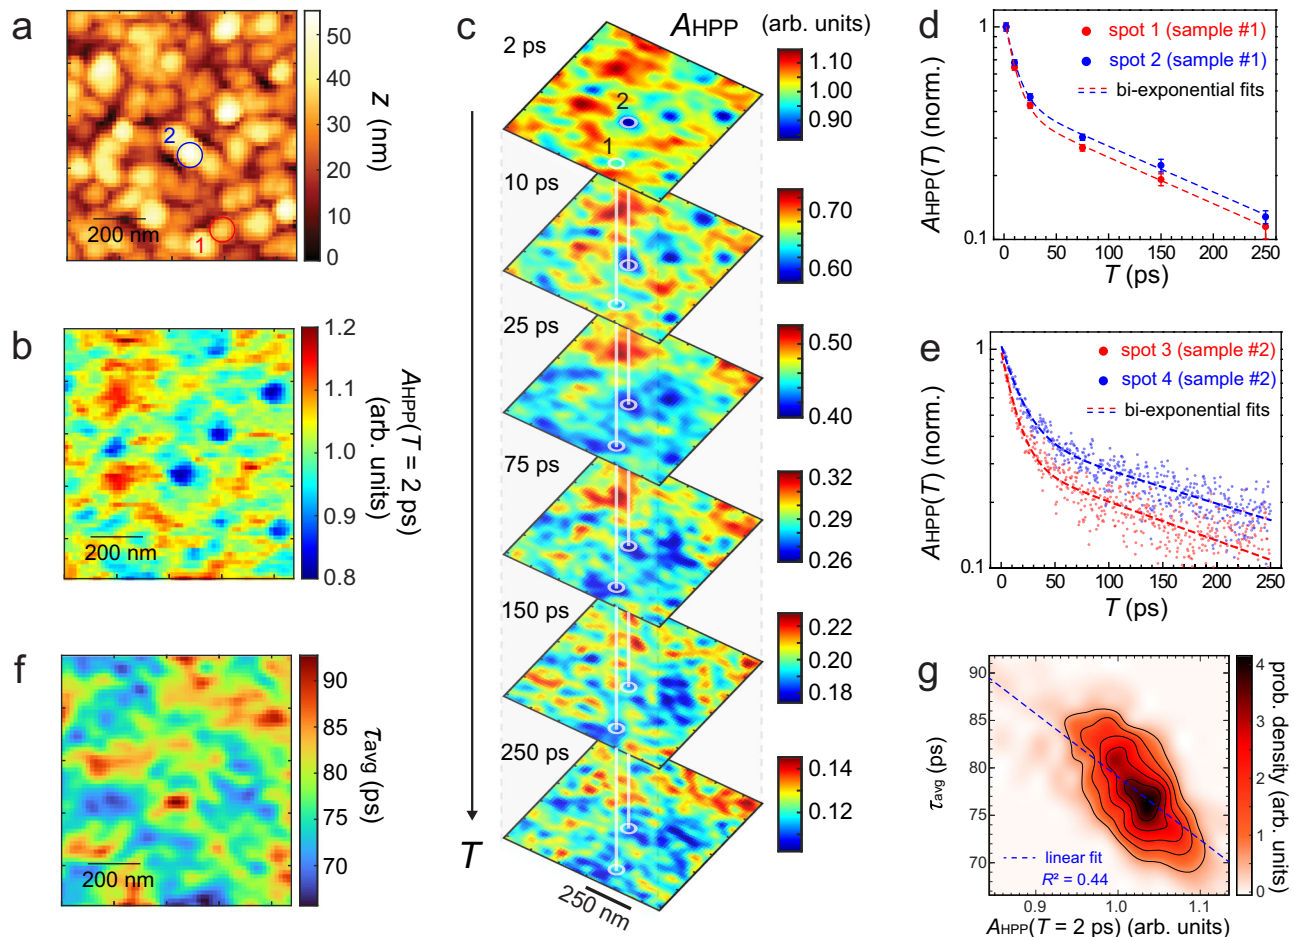 a
2
1
200 nm
50
40
30
20
10
0
z (nm)
b
200 nm
1.2
1.1
1.0
0.9
0.8
AHPP(T = 2 ps)
(arb. units)
f
200 nm
90
85
80
75
70
τavg (ps)
c
AHPP (arb. units)
2 ps
2
1
1.10
1.00
0.90
10 ps
0.70
0.60
25 ps
0.50
0.40
75 ps
0.32
0.29
0.26
150 ps
0.22
0.20
0.18
250 ps
0.14
0.12
T
250 nm
d
AHPP(T) (norm.)
1
0.1
spot 1 (sample #1)
spot 2 (sample #1)
bi-exponential fits
0 50 100 150 200 250
T (ps)
e
AHPP(T) (norm.)
1
0.1
spot 3 (sample #2)
spot 4 (sample #2)
bi-exponential fits
0 50 100 150 200 250
T (ps)
g
τavg (ps)
90
85
80
75
70
linear fit
R² = 0.44
0.9 1.0 1.1
AHPP(T = 2 ps) (arb. units)
4
3
2
1
0
prob. density (arb. units)